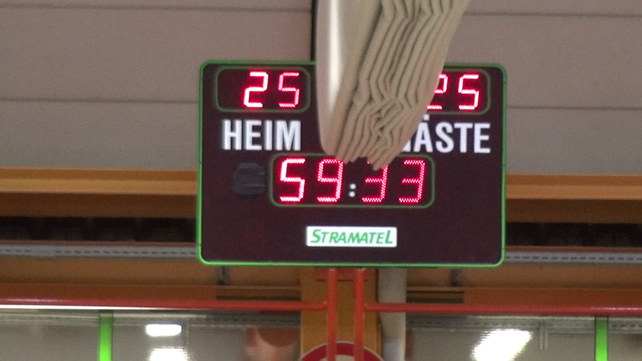 25 25
HEIM ÄSTE
59:33
STRAMATEL